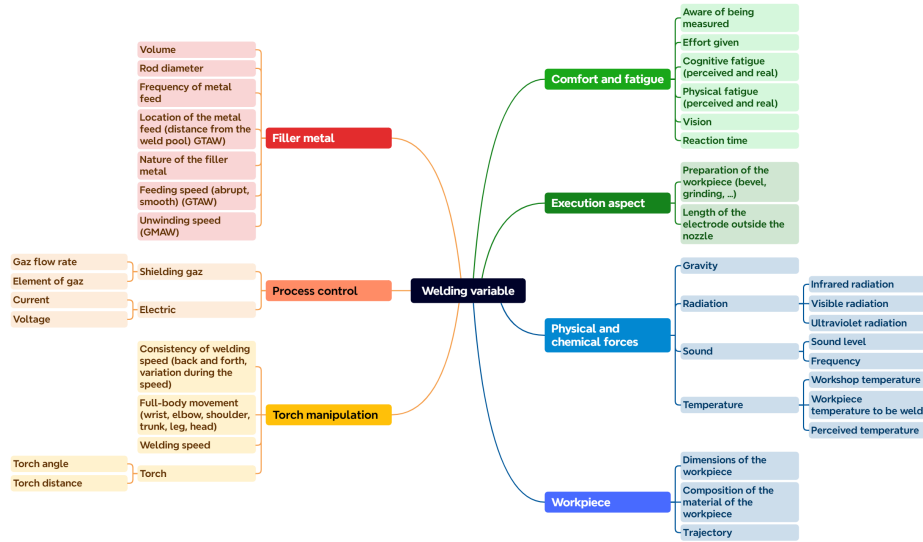 Welding variable
Filler metal
Volume
Rod diameter
Frequency of metal
feed
Location of the metal
feed (distance from the
weld pool) GTAW)
Nature of the filler
metal
Feeding speed (abrupt,
smooth) (GTAW)
Unwinding speed
(GMAW)
Process control
Shielding gaz
Gaz flow rate
Element of gaz
Electric
Current
Voltage
Torch manipulation
Consistency of welding
speed (back and forth,
variation during the
speed)
Full-body movement
(wrist, elbow, shoulder,
trunk, leg, head)
Welding speed
Torch
Torch angle
Torch distance
Comfort and fatigue
Aware of being
measured
Effort given
Cognitive fatigue
(perceived and real)
Physical fatigue
(perceived and real)
Vision
Reaction time
Execution aspect
Preparation of the
workpiece (bevel,
grinding, ...)
Length of the
electrode outside the
nozzle
Physical and
chemical forces
Gravity
Radiation
Infrared radiation
Visible radiation
Ultraviolet radiation
Sound
Sound level
Frequency
Temperature
Workshop temperature
Workpiece
temperature to be weld
Perceived temperature
Workpiece
Dimensions of the
workpiece
Composition of the
material of the
workpiece
Trajectory